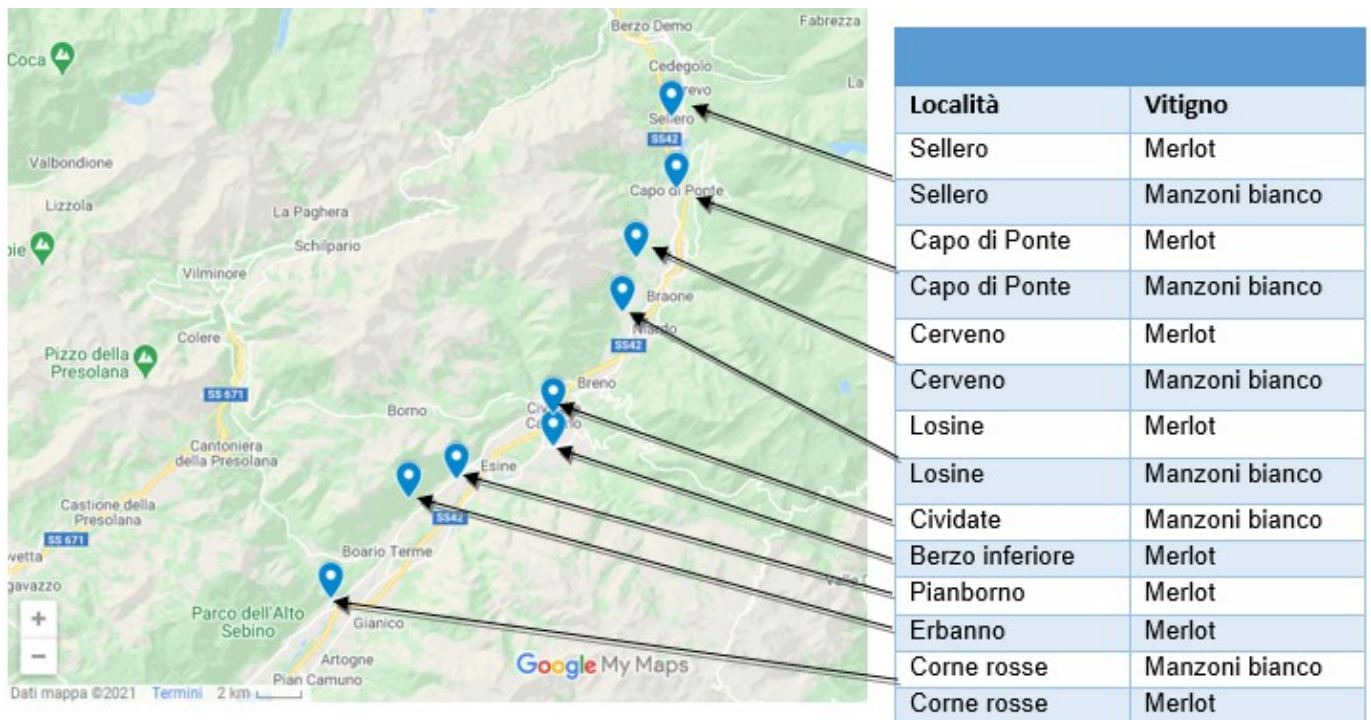 Berzo Demo
Fabrezza
Coca
Cedegolo
revo
La
Sellero
SS42
Valbondione
Lizzola
La Paghera
Capo di Ponte
Schilpario
Vilminore
Braone
Niardo
Colere
SS42
Pizzo della
Presolana
SS 671
Breno
Borno
Cantoniera
della Presolana
Esine
Castione della
Presolana
SS42
SS 671
Boario Terme
gavazzo
Parco dell'Alto
Sebino
Gianico
Artogne
Pian Camuno
+
−
Google My Maps
Dati mappa ©2021 Termini 2 km
Località Vitigno
Sellero Merlot
Sellero Manzoni bianco
Capo di Ponte Merlot
Capo di Ponte Manzoni bianco
Cerveno Merlot
Cerveno Manzoni bianco
Losine Merlot
Losine Manzoni bianco
Cividate Manzoni bianco
Berzo inferiore Merlot
Pianborno Merlot
Erbanno Merlot
Corne rosse Manzoni bianco
Corne rosse Merlot